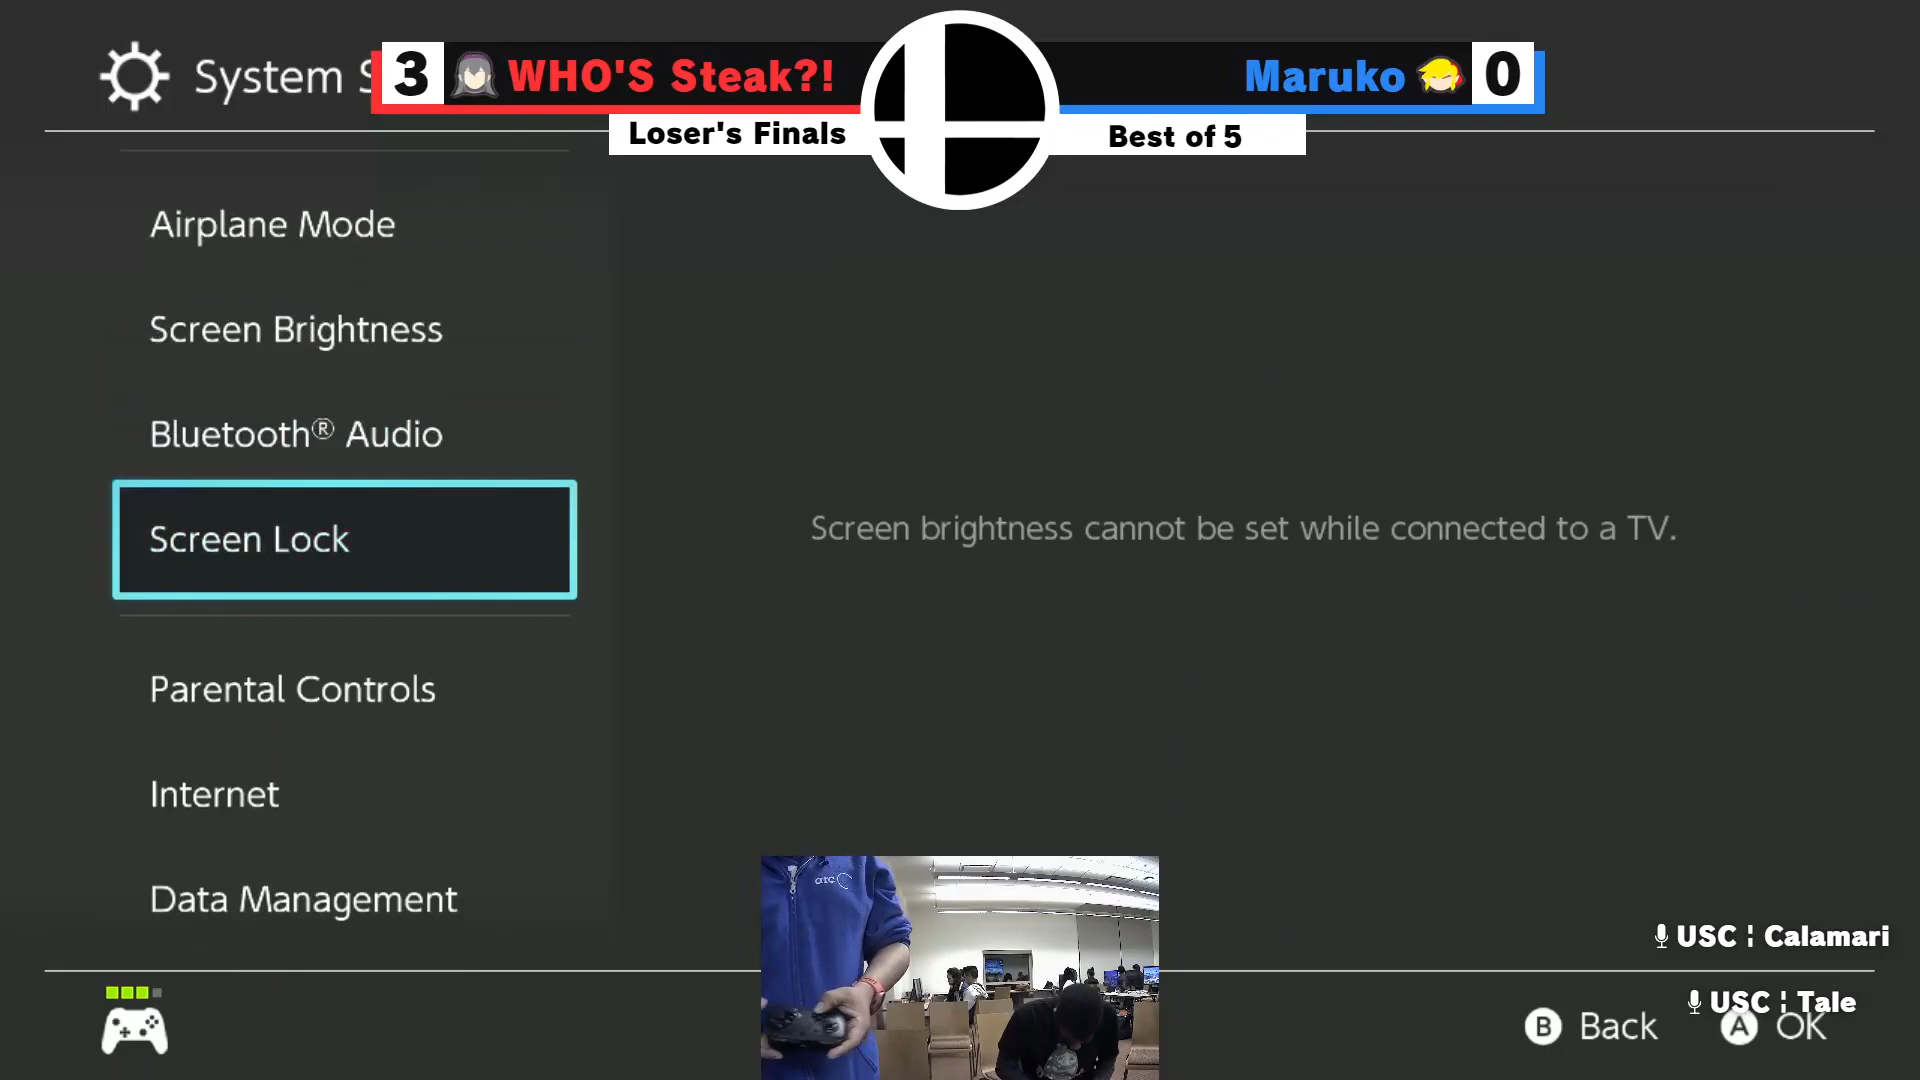 System S
3 WHO'S Steak?!
Maruko 0
Loser's Finals
Best of 5
Airplane Mode
Screen Brightness
Bluetooth® Audio
Screen Lock
Parental Controls
Internet
Data Management
Screen brightness cannot be set while connected to a TV.
arc
USC ¦ Calamari
USC ¦ Tale
B Back
A OK